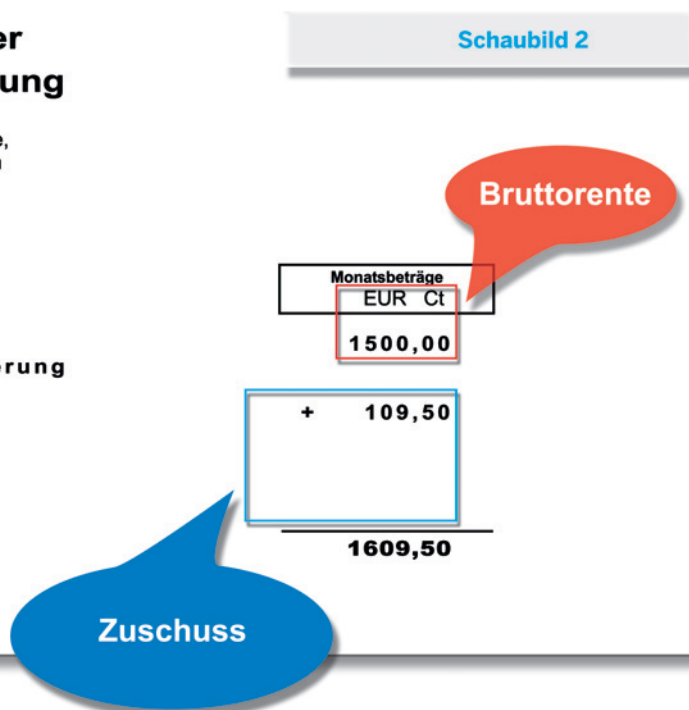 er
Schaubild 2
ung
e,
Bruttorente
Monatsbeträge
EUR Ct
1500,00
erung
+ 109,50
1609,50
Zuschuss